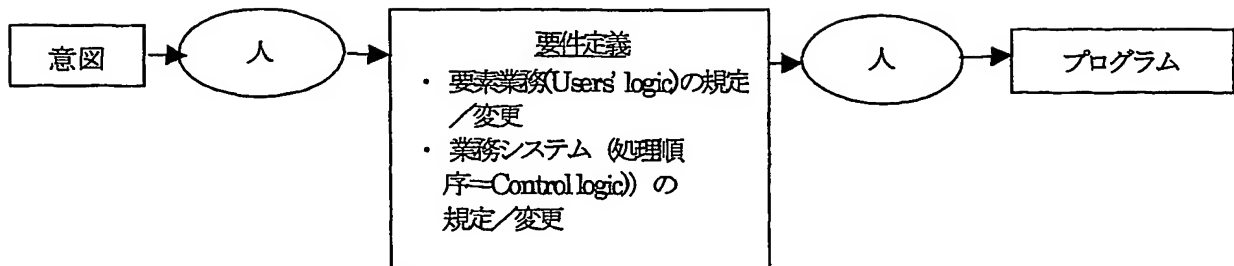 意図
人
要件定義
・ 要素業務(Users' logic)の規定
／変更
・ 業務システム (処理順
序=Control logic)) の
規定／変更
人
プログラム